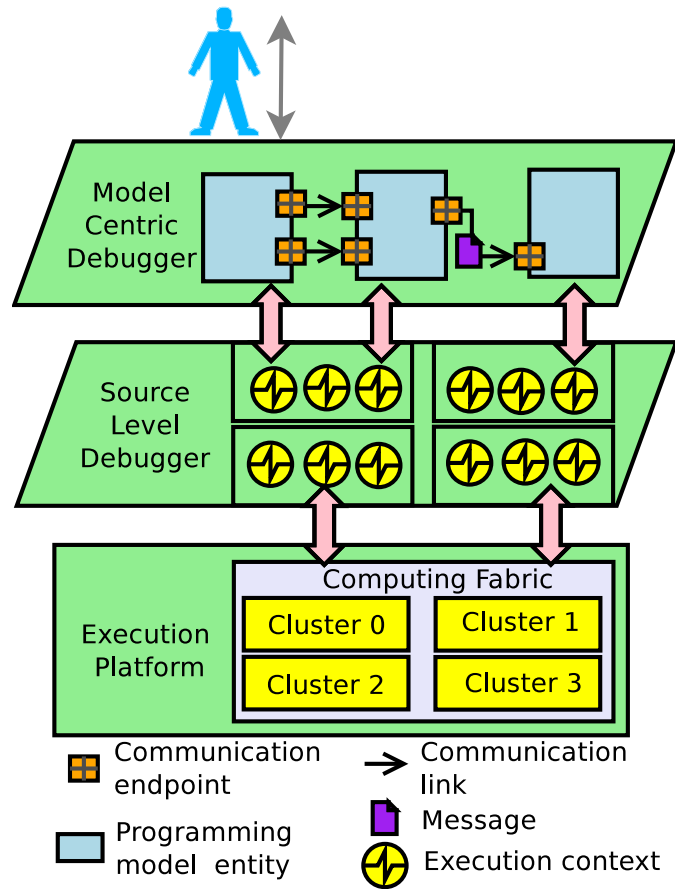 Model
Centric
Debugger
Source
Level
Debugger
Computing Fabric
Execution
Platform
Cluster 0
Cluster 1
Cluster 2
Cluster 3
Communication
endpoint
Communication
link
Programming
model entity
Message
Execution context